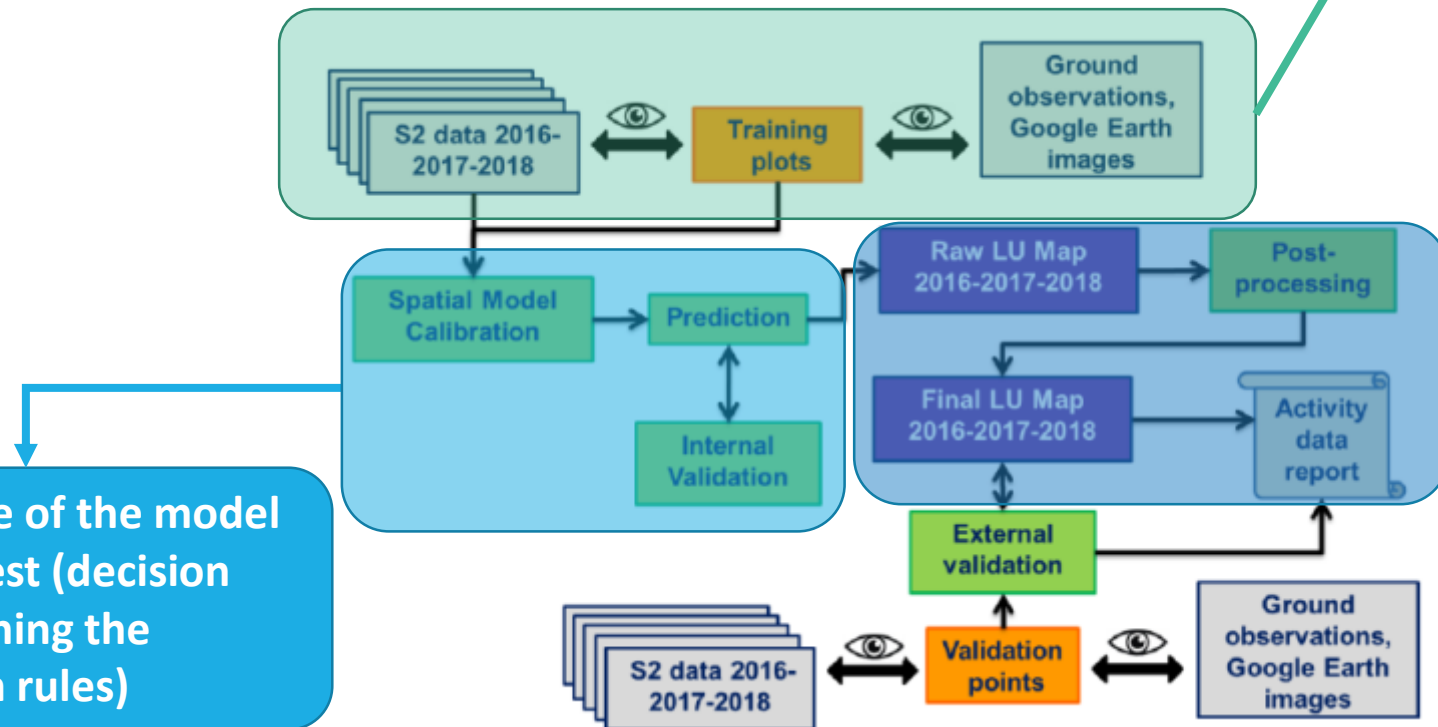 Ground
observations,
Google Earth
images
S2 data 2016-
2017-2018
Training
plots
Raw LU Map
2016-2017-2018
Post-
processing
Spatial Model
Calibration
Prediction
Internal
Validation
Final LU Map
2016-2017-2018
Activity
data
report
of the model
(decision
the
rules)
External
validation
S2 data 2016-
2017-2018
Validation
points
Ground
observations,
Google Earth
images